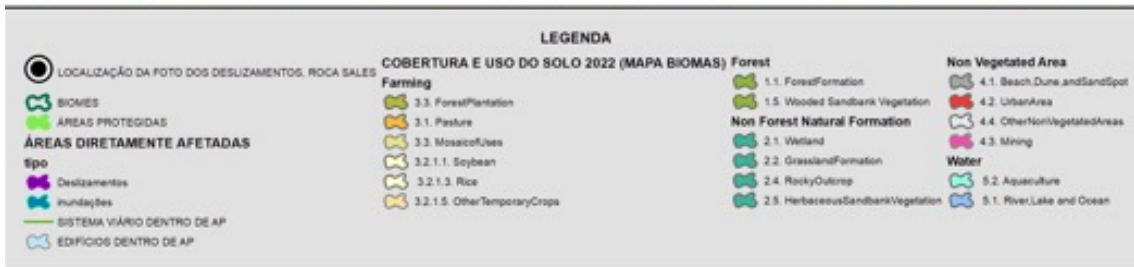 LEGENDA
LOCALIZAÇÃO DA FOTO DOS DESLIZAMENTOS, ROCA SALES
BIOMES
ÁREAS PROTEGIDAS
ÁREAS DIRETAMENTE AFETADAS
tipo
Deslizamentos
inundações
SISTEMA VIÁRIO DENTRO DE AP
EDIFÍCIOS DENTRO DE AP
COBERTURA E USO DO SOLO 2022 (MAPA BIOMAS)
Farming
3.3. ForestPlantation
3.1. Pasture
3.3. MosaicofUses
3.2.1.1. Soybean
3.2.1.3. Rice
3.2.1.5. OtherTemporaryCrops
Forest
1.1. ForestFormation
1.5. Wooded Sandbank Vegetation
Non Forest Natural Formation
2.1. Wetland
2.2. GrasslandFormation
2.4. RockyOutcrop
2.5. HerbaceousSandbankVegetation
Non Vegetated Area
4.1. Beach,Dune,andSandSpot
4.2. UrbanArea
4.4. OtherNonVegetatedAreas
4.3. Mining
Water
5.2. Aquaculture
5.1. River,Lake and Ocean